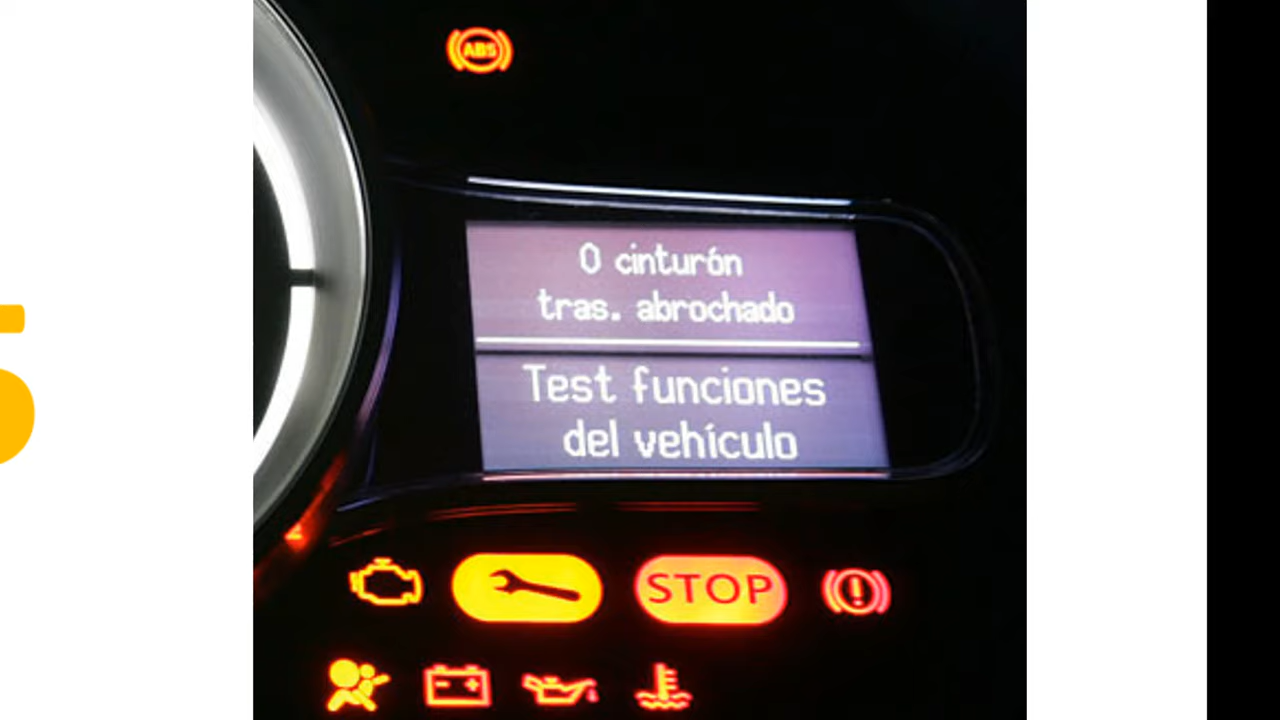 ABS
0 cinturón
tras. abrochado
Test funciones
del vehículo
STOP